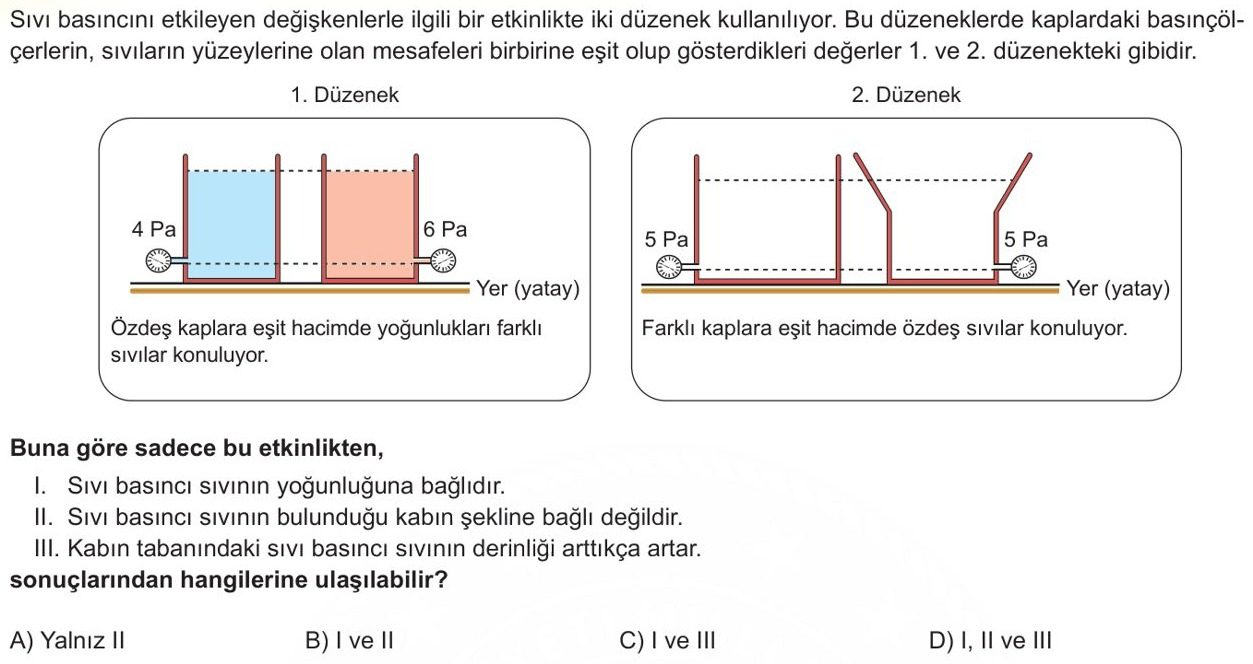 Sıvı basıncını etkileyen değişkenlerle ilgili bir etkinlikte iki düzenek kullanılıyor. Bu düzeneklerde kaplardaki basınçöl-
çerlerin, sıvıların yüzeylerine olan mesafeleri birbirine eşit olup gösterdikleri değerler 1. ve 2. düzenekteki gibidir.
1. Düzenek
4 Pa
6 Pa
Yer (yatay)
Özdeş kaplara eşit hacimde yoğunlukları farklı
sıvılar konuluyor.
2. Düzenek
5 Pa
5 Pa
Yer (yatay)
Farklı kaplara eşit hacimde özdeş sıvılar konuluyor.
Buna göre sadece bu etkinlikten,
I. Sıvı basıncı sıvının yoğunluğuna bağlıdır.
II. Sıvı basıncı sıvının bulunduğu kabın şekline bağlı değildir.
III. Kabın tabanındaki sıvı basıncı sıvının derinliği arttıkça artar.
sonuçlarından hangilerine ulaşılabilir?
A) Yalnız II B) I ve II C) I ve III D) I, II ve III